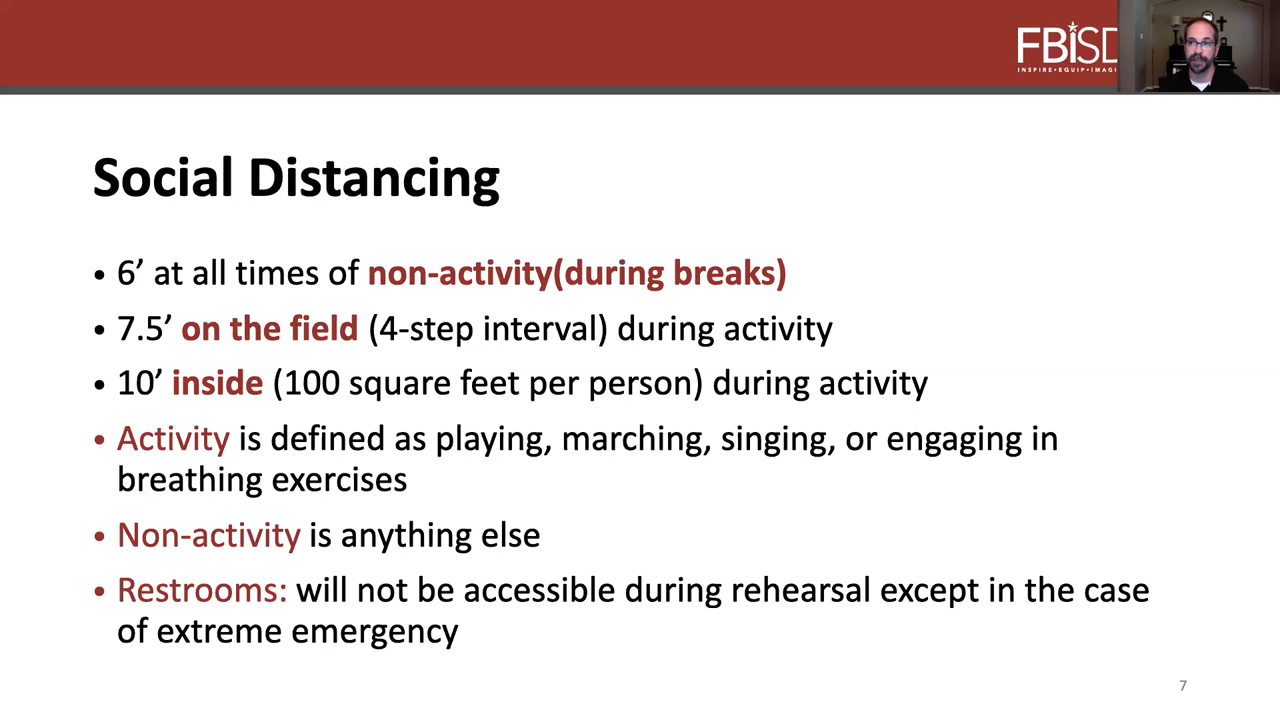 FBiSD
INSPIRE•EQUIP•IMAGI
Social Distancing
• 6’ at all times of non-activity(during breaks)
• 7.5’ on the field (4-step interval) during activity
• 10’ inside (100 square feet per person) during activity
• Activity is defined as playing, marching, singing, or engaging in
breathing exercises
• Non-activity is anything else
• Restrooms: will not be accessible during rehearsal except in the case
of extreme emergency
7